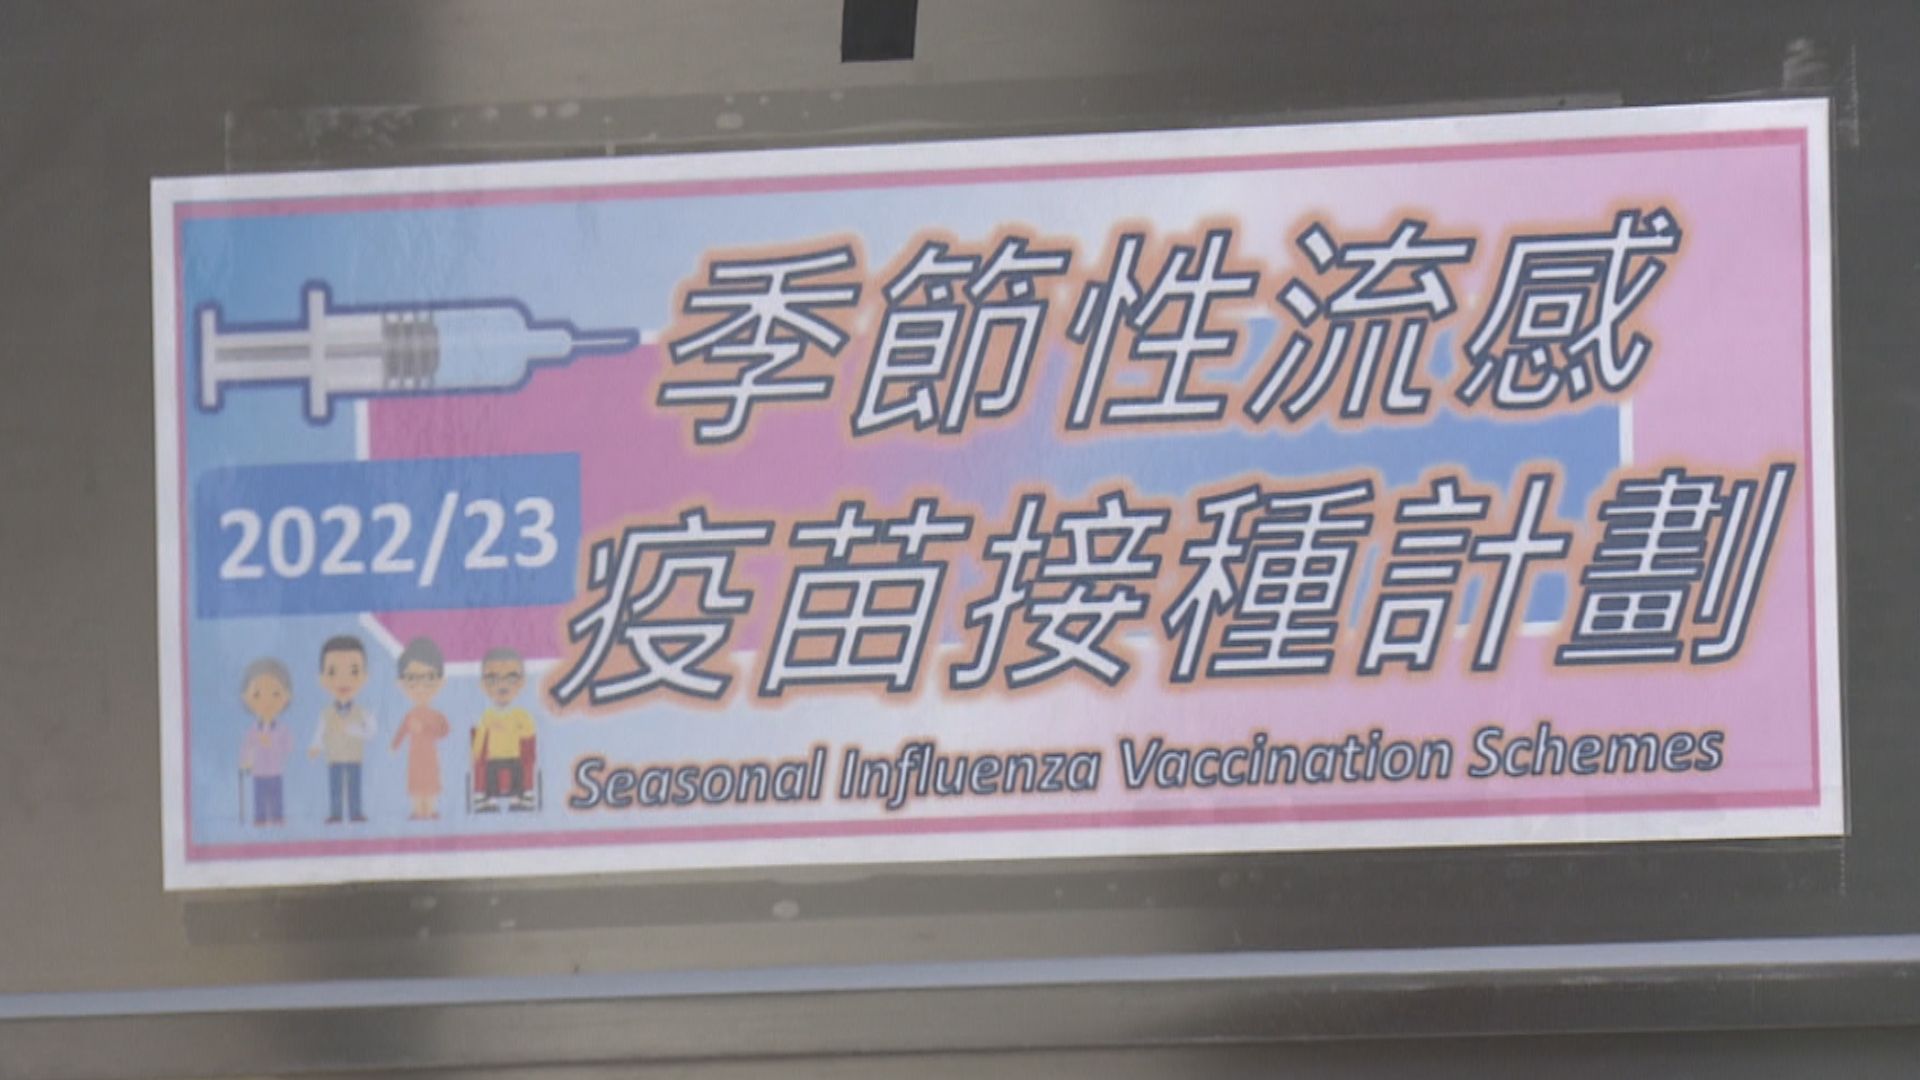 季節性流感
2022/23
疫苗接種計劃
Seasonal Influenza Vaccination Schemes